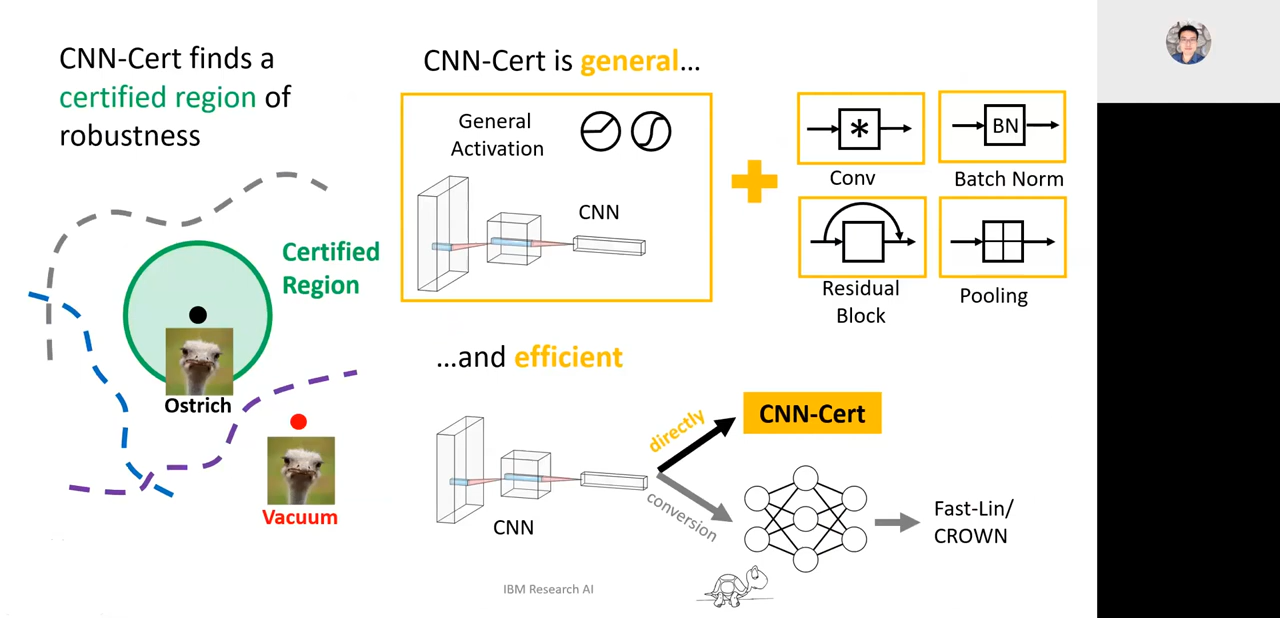 CNN-Cert finds a
certified region of
robustness
Certified
Region
Ostrich
Vacuum
CNN-Cert is general...
General
Activation
CNN
*
Conv
BN
Batch Norm
Residual
Block
Pooling
...and efficient
CNN
directly
conversion
CNN-Cert
Fast-Lin/
CROWN
IBM Research AI